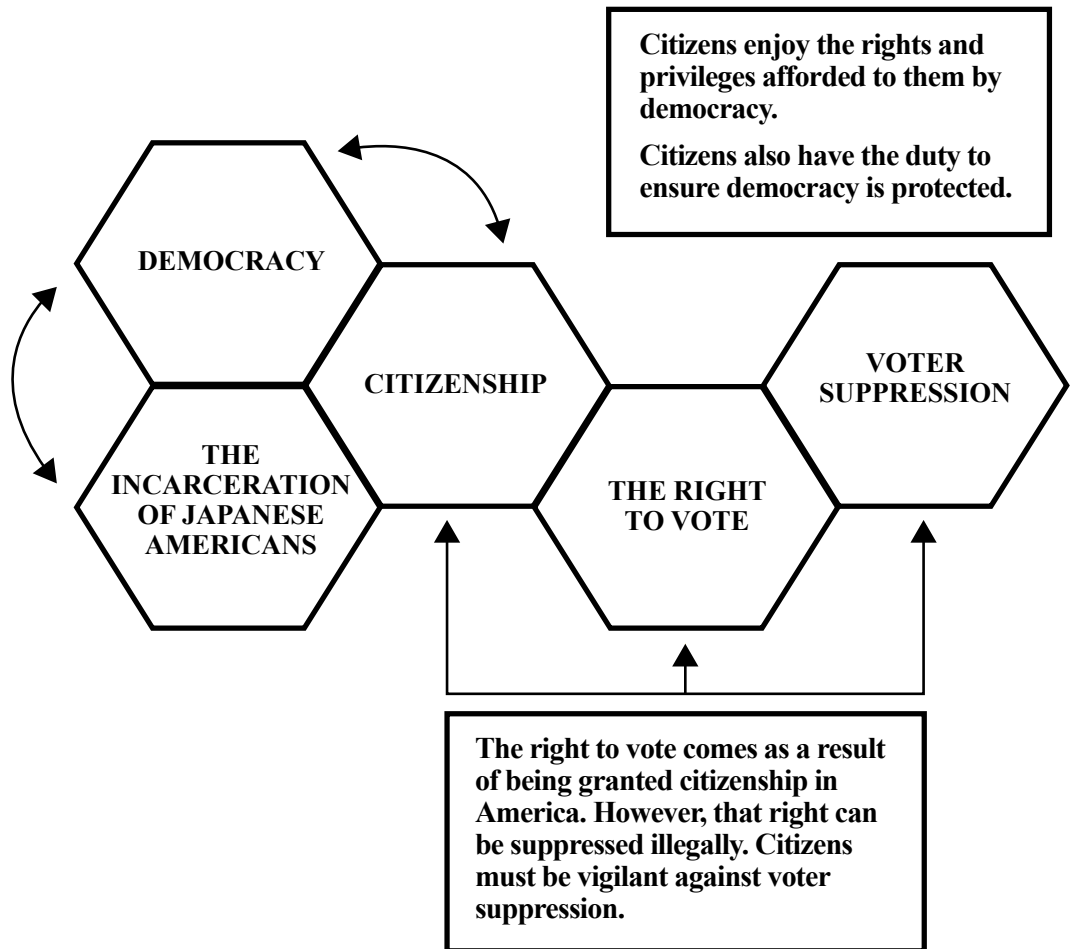 Citizens enjoy the rights and
privileges afforded to them by
democracy.
Citizens also have the duty to
ensure democracy is protected.
DEMOCRACY
CITIZENSHIP
VOTER
SUPPRESSION
THE
INCARCERATION
OF JAPANESE
AMERICANS
THE RIGHT
TO VOTE
The right to vote comes as a result
of being granted citizenship in
America. However, that right can
be suppressed illegally. Citizens
must be vigilant against voter
suppression.